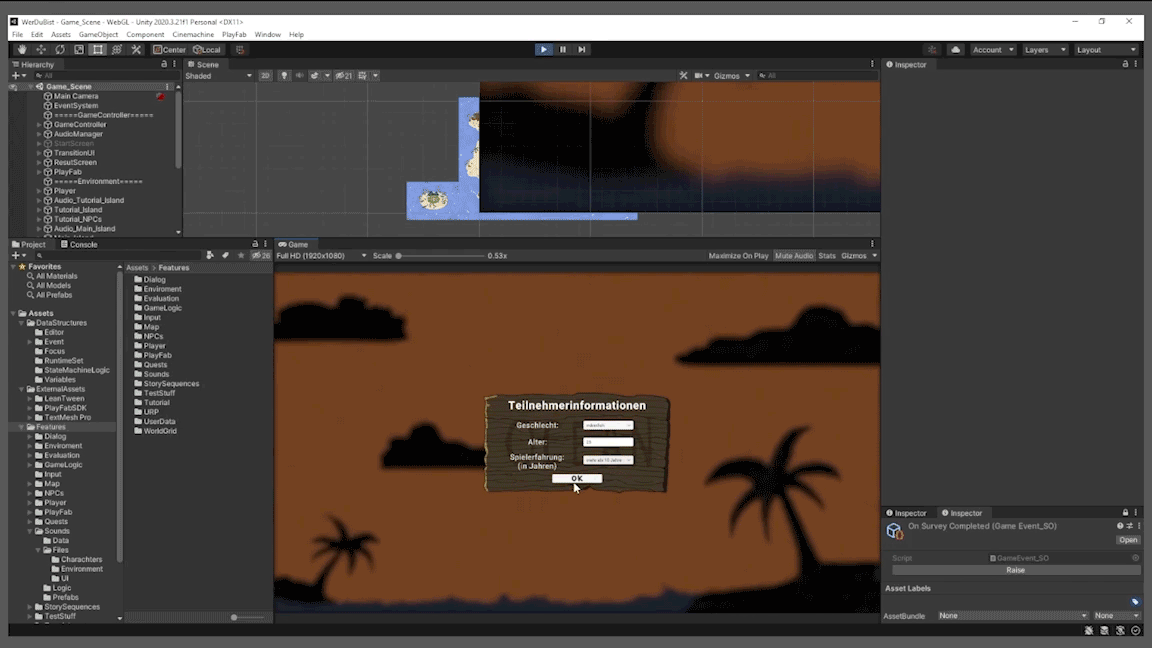 WerDuBist - Game_Scene - WebGL - Unity 2020.3.21f1 Personal <DX11>
File Edit Assets GameObject Component Cinemachine PlayFab Window Help
Center Local Account Layers Layout
Hierarchy
All
Game_Scene
Main Camera
EventSystem
=====GameController=====
GameController
AudioManager
StartScreen
TransitionUI
ResutScreen
PlayFab
=====Environment=====
Player
Audio_Tutorial_Island
Tutorial_Island
Tutorial_NPCs
Audio_Main_Island
Scene
Shaded 2D 21 Gizmos All
Project Console
26
Favorites
All Materials
All Models
All Prefabs
Assets
DataStructures
Editor
Event
Focus
RuntimeSet
StateMachineLogic
Variables
ExternalAssets
LeanTween
PlayFabSDK
TextMesh Pro
Features
Dialog
Enviroment
Evaluation
GameLogic
Input
Map
NPCs
Player
PlayFab
Quests
Sounds
Data
Files
Charachters
Environment
UI
Logic
Prefabs
StorySequences
TestStuff
Assets > Features
Dialog
Enviroment
Evaluation
GameLogic
Input
Map
NPCs
Player
PlayFab
Quests
Sounds
StorySequences
TestStuff
Tutorial
URP
UserData
WorldGrid
Game
Full HD (1920x1080) Scale 0.53x Maximize On Play Mute Audio Stats Gizmos
Teilnehmerinformationen
Geschlecht:
Alter:
Spielerfahrung:
(in Jahren)
OK
Inspector
Inspector Inspector
On Survey Completed (Game Event_SO)
Open
Script GameEvent_SO
Raise
Asset Labels
AssetBundle None None